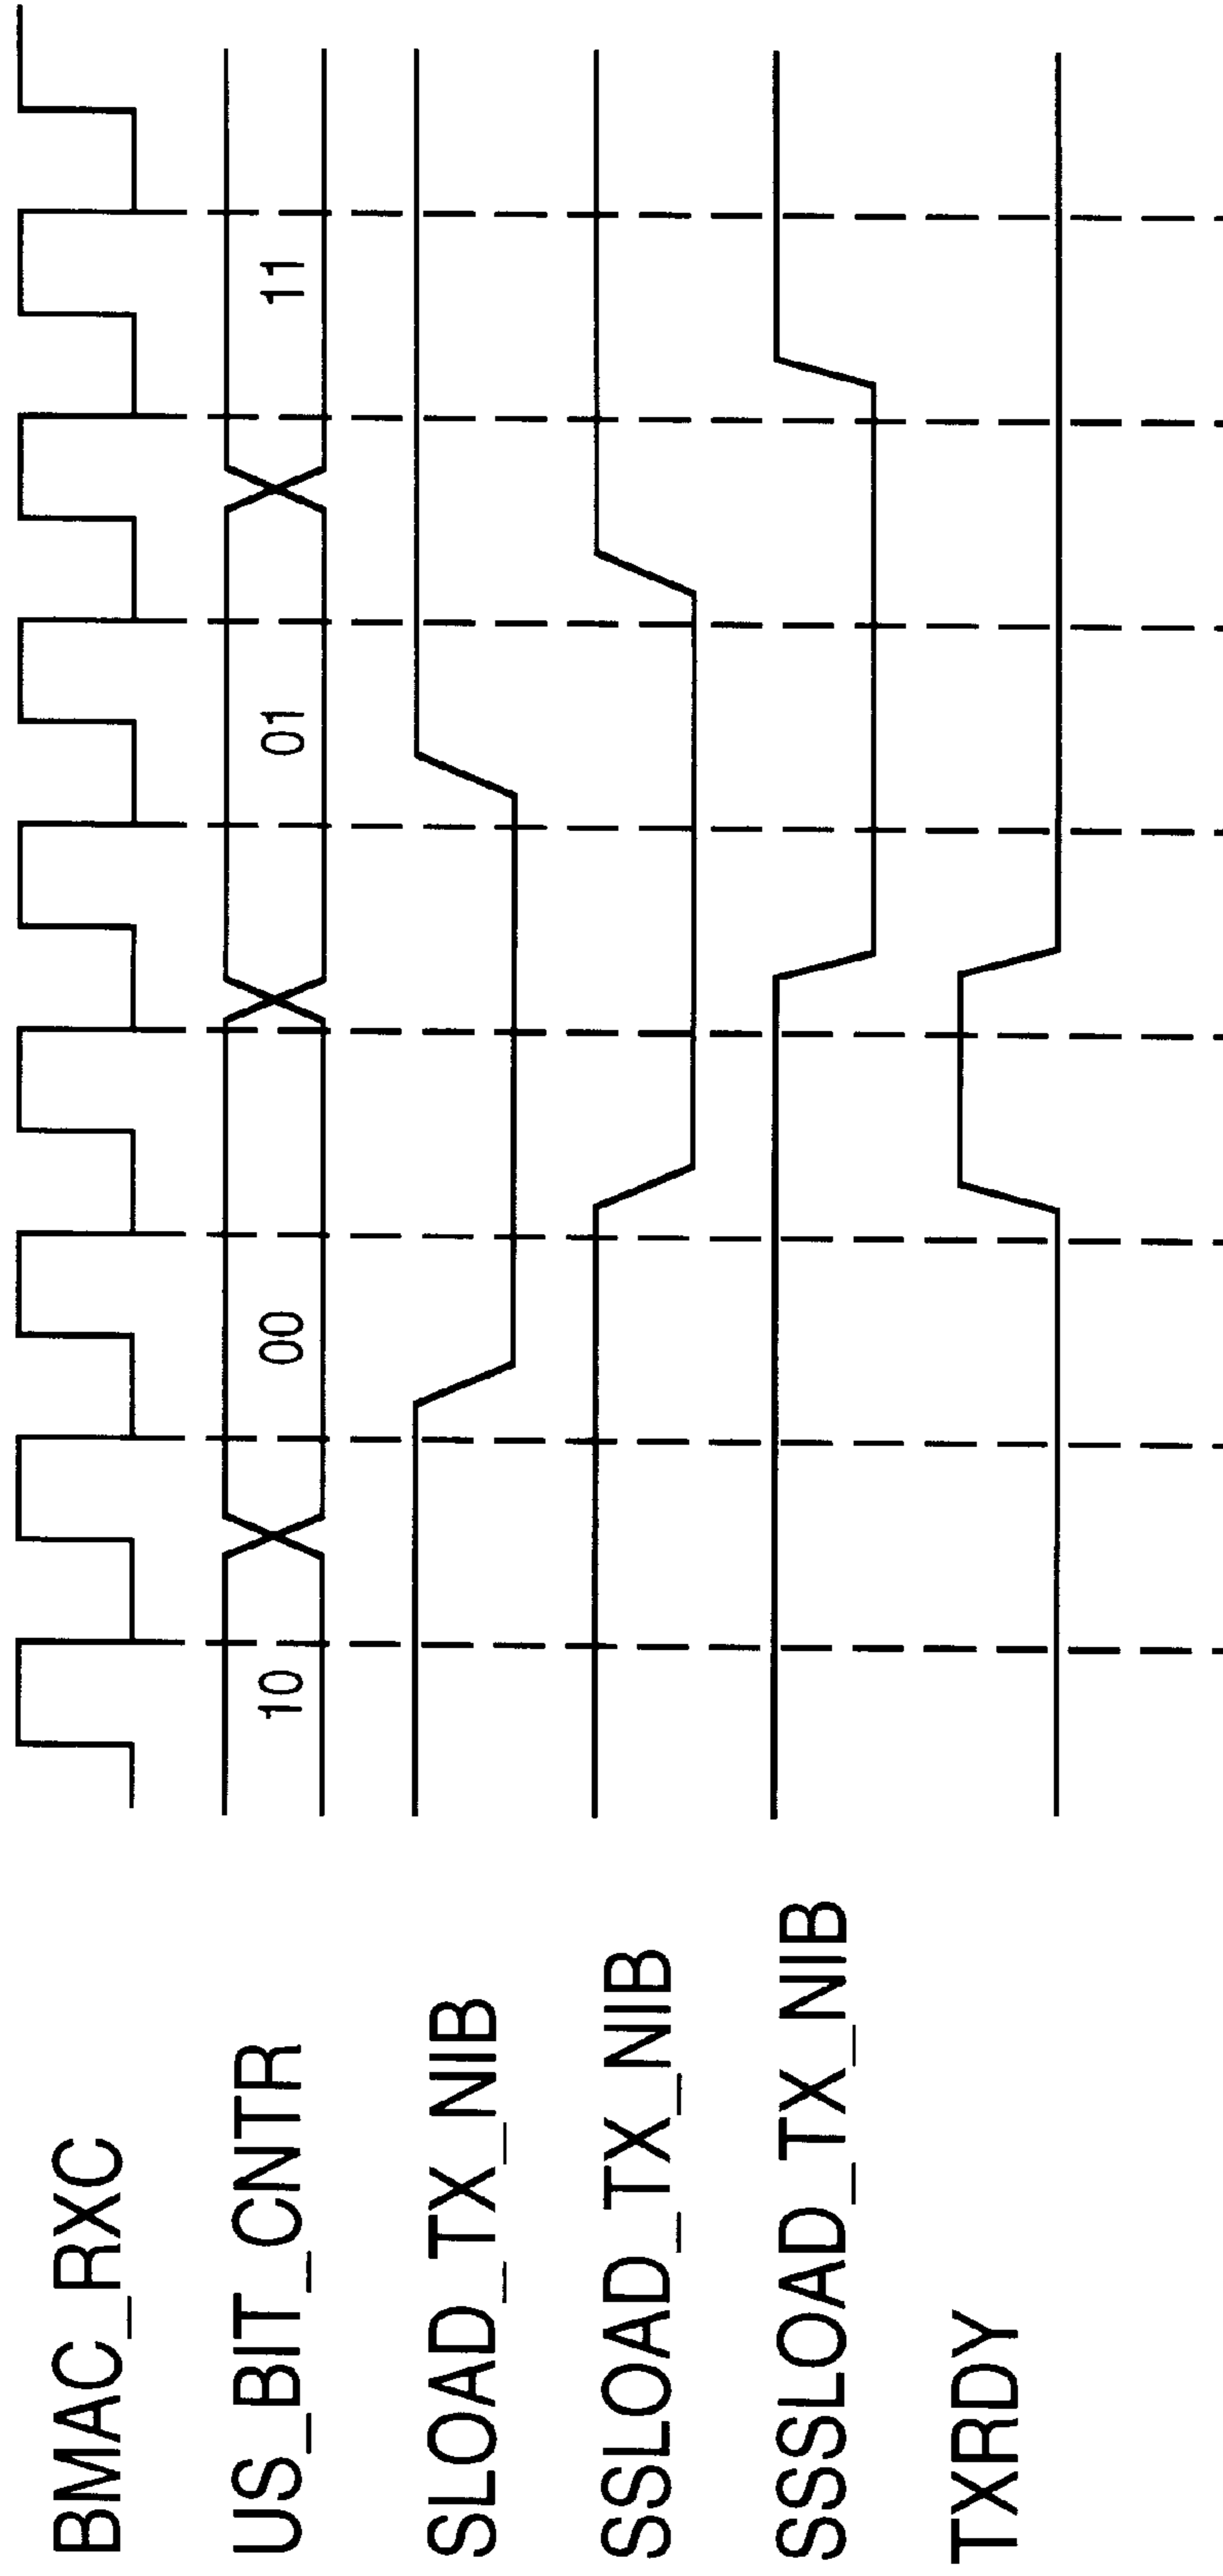 BMAC_RXC
US_BIT_CNTR
10 00 01 11
SLOAD_TX_NIB
SSLOAD_TX_NIB
SSSLOAD_TX_NIB
TXRDY